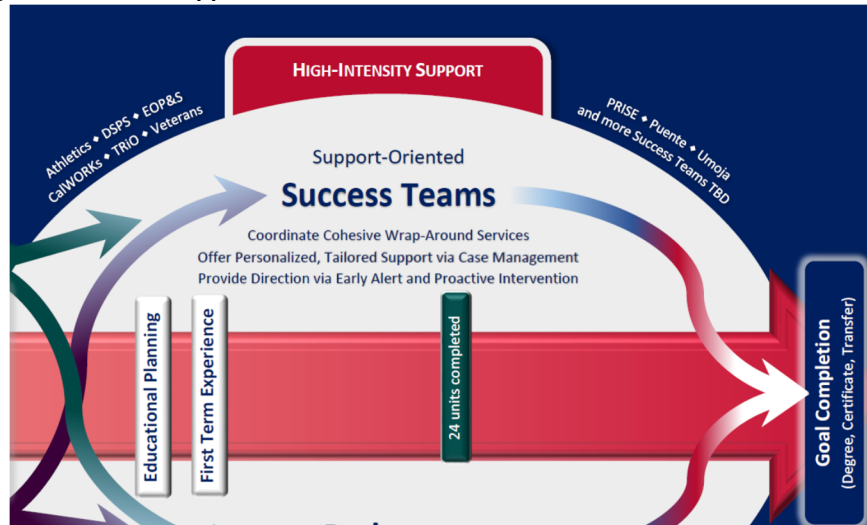 HIGH-INTENSITY SUPPORT
Athletics ◆ DSPS ◆ EOP&S
CalWORKs ◆ TRiO ◆ Veterans
PRISE ◆ Puente ◆ Umoja
and more Success Teams TBD
Support-Oriented
Success Teams
Coordinate Cohesive Wrap-Around Services
Offer Personalized, Tailored Support via Case Management
Provide Direction via Early Alert and Proactive Intervention
Educational Planning
First Term Experience
24 units completed
Goal Completion
(Degree, Certificate, Transfer)